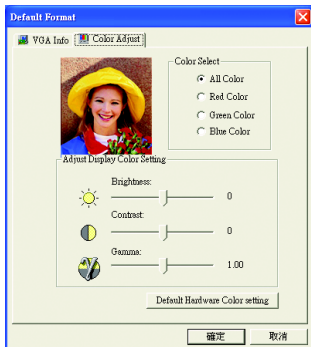 Default Format
VGA Info
Color Adjust
Color Select
All Color
Red Color
Green Color
Blue Color
Adjust Display Color Setting
Brightness:
0
Contrast:
0
Gamma:
1.00
Default Hardware Color setting
確定
取消